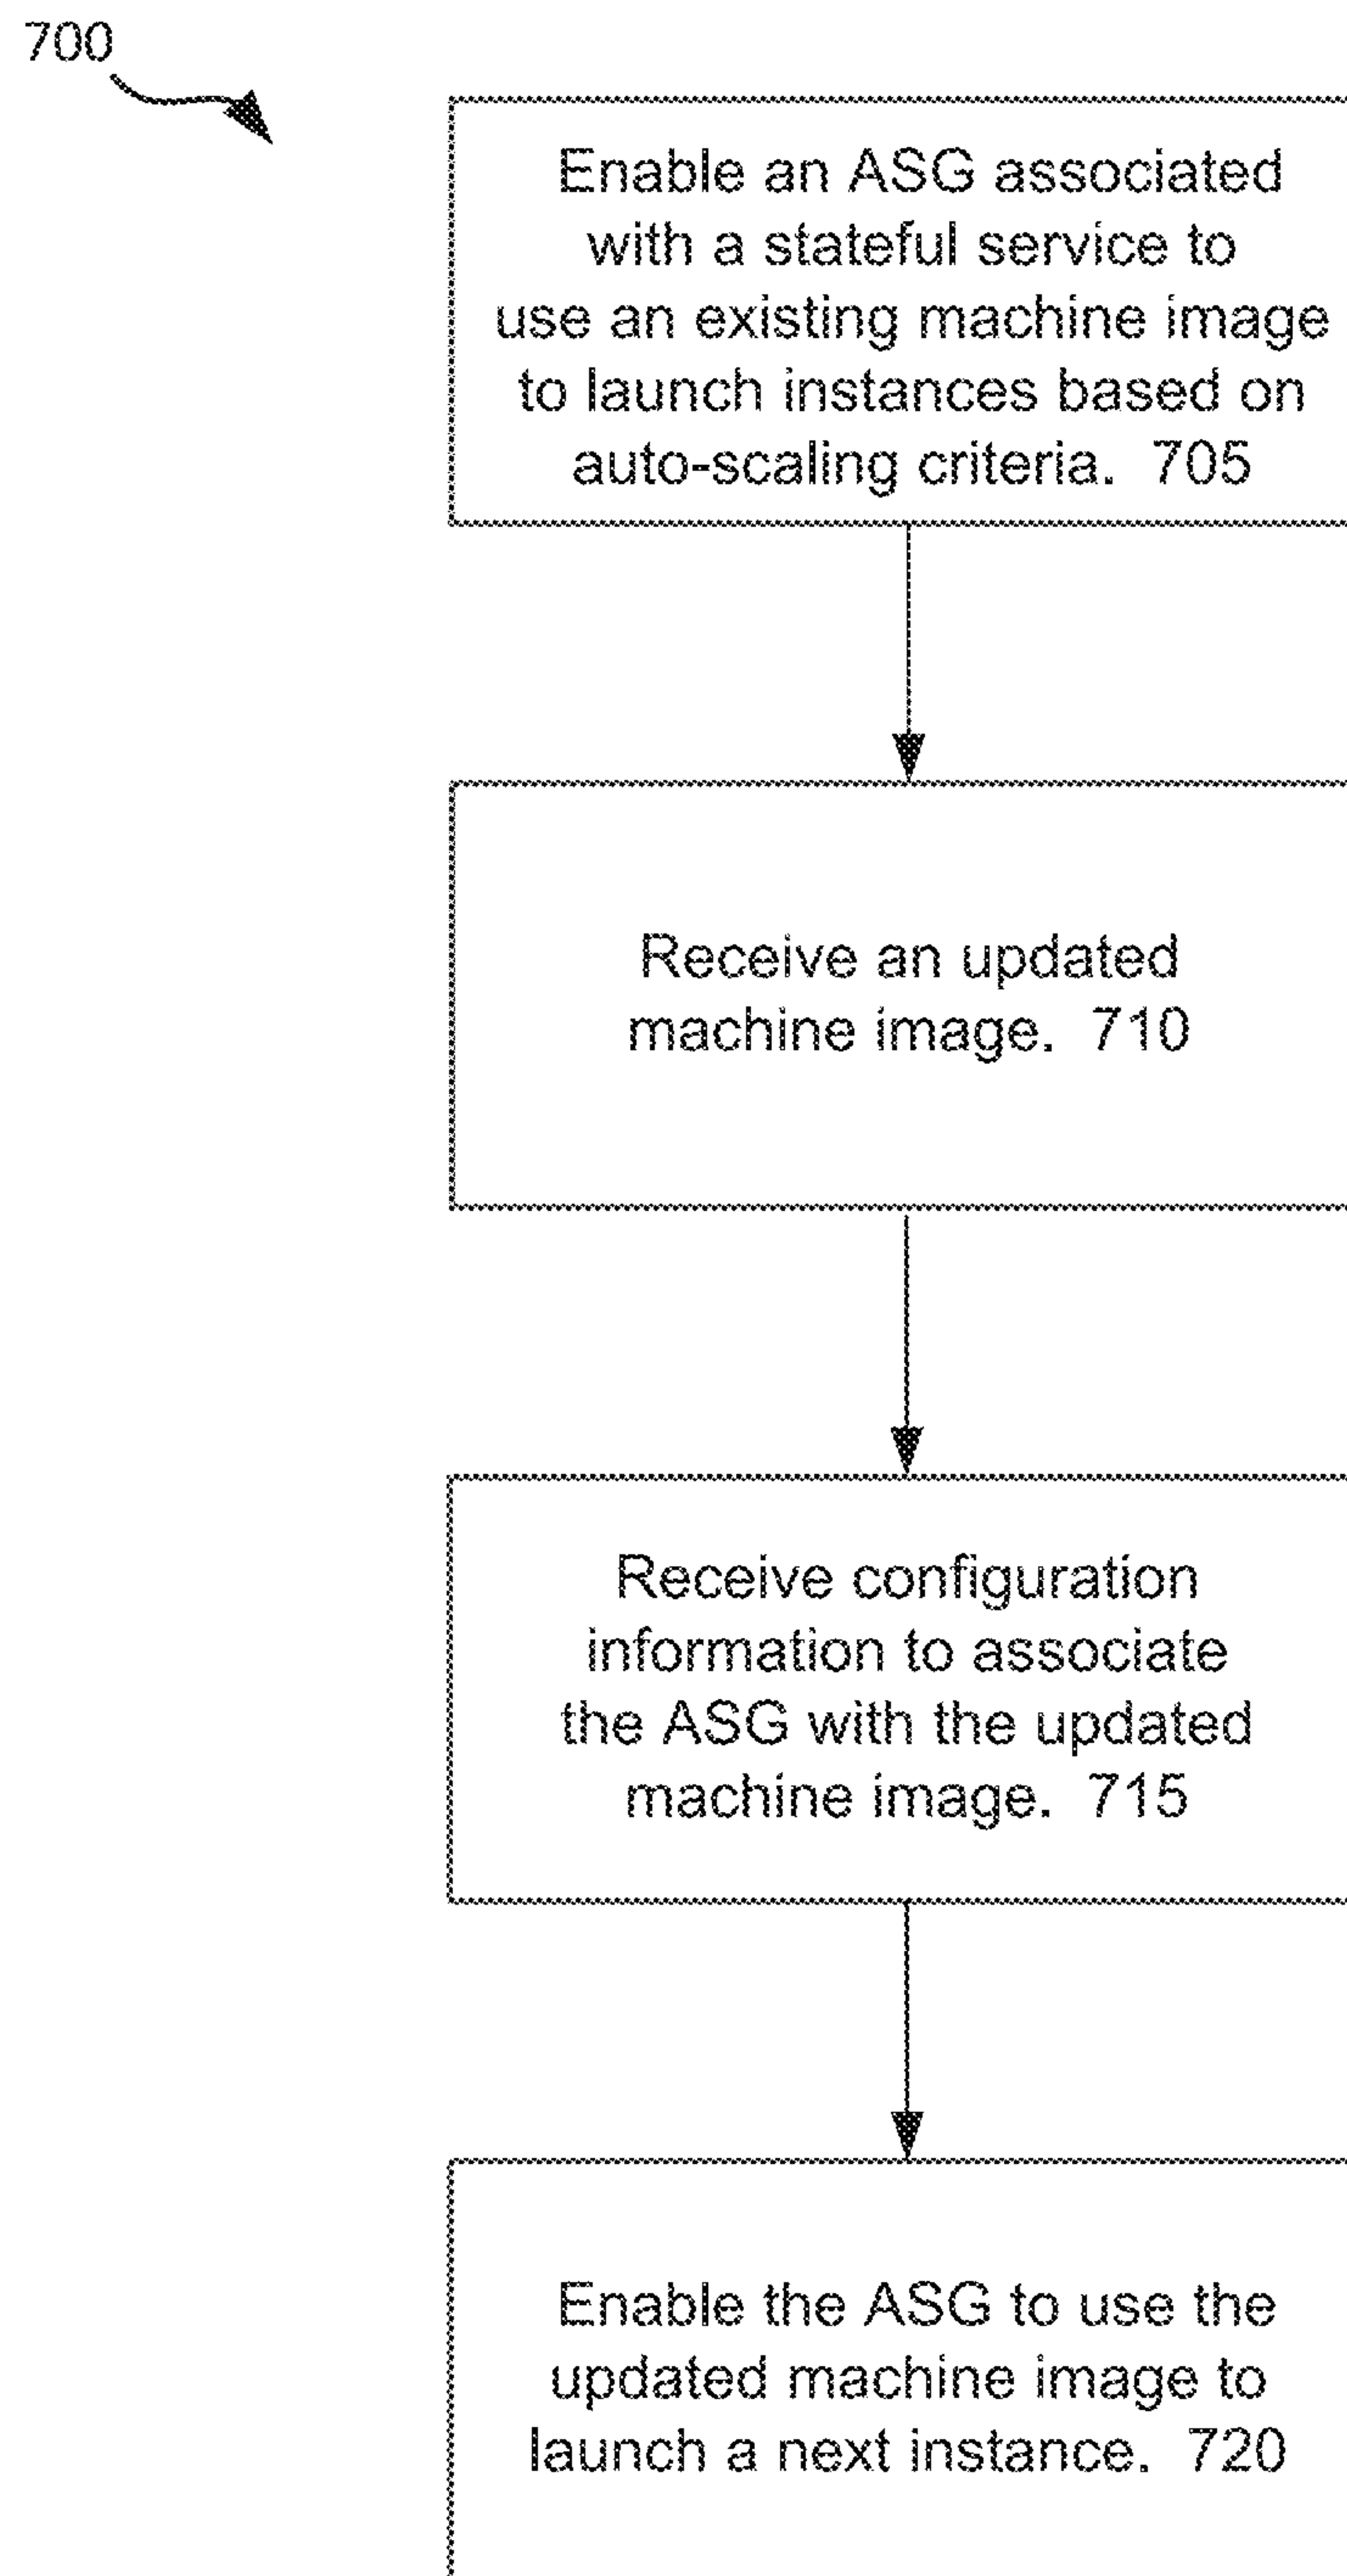 700
Enable an ASG associated
with a stateful service to
use an existing machine image
to launch instances based on
auto-scaling criteria. 705
Receive an updated
machine image. 710
Receive configuration
information to associate
the ASG with the updated
machine image. 715
Enable the ASG to use the
updated machine image to
launch a next instance. 720